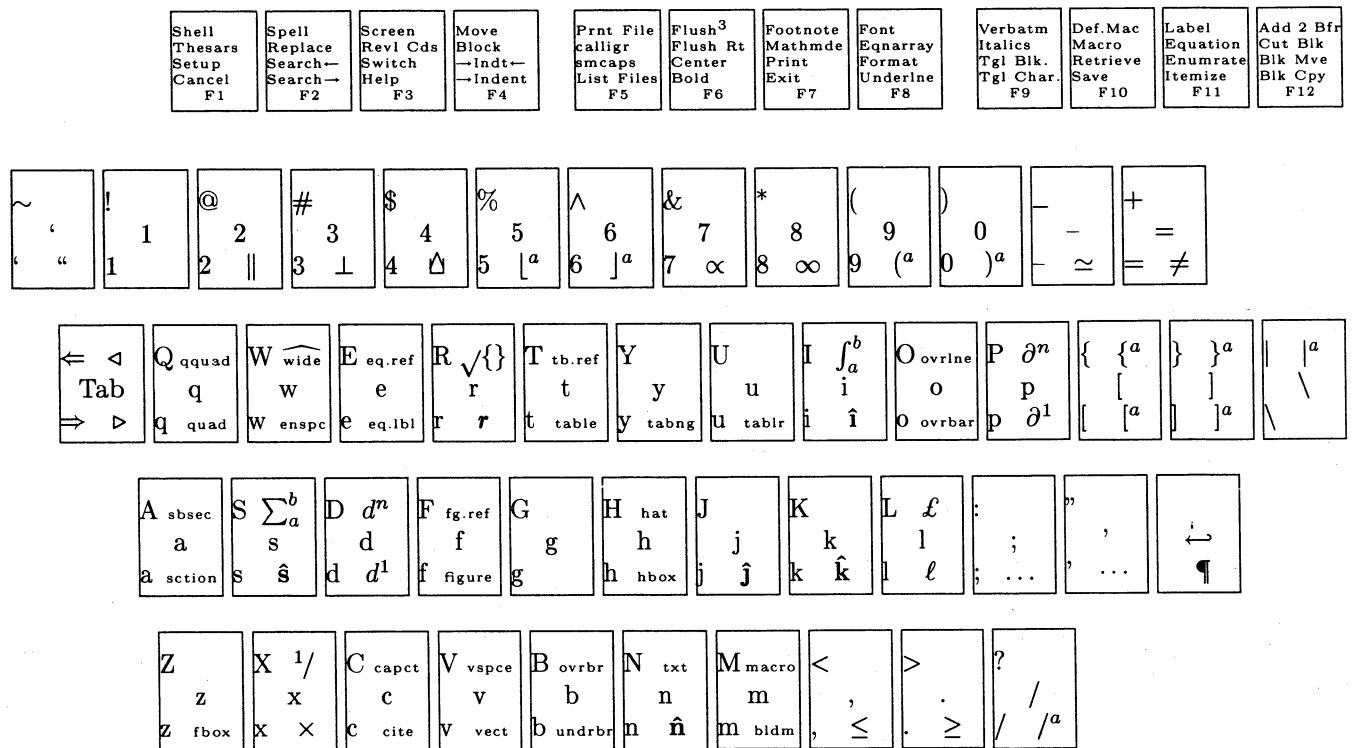 Shell Spell Screen Move Prnt File Flush³ Footnote Font Verbatm Def.Mac Label Add 2 Bfr
Thesars Replace Revl Cds Block calligr Flush Rt Mathmde Eqnarray Italics Macro Equation Cut Blk
Setup Search← Switch →Indt← smcaps Center Print Format Tgl Blk. Retrieve Enumrate Blk Mve
Cancel Search→ Help →Indent List Files Bold Exit Underlne Tgl Char. Save Itemize Blk Cpy
F1 F2 F3 F4 F5 F6 F7 F8 F9 F10 F11 F12
~ ! @ # $ % ∧ & * ( ) _ +
‘ 1 2 3 4 5 6 7 8 9 0 – =
‘ “ 1 2 ‖ 3 ⊥ 4 5 ⌊ᵃ 6 ⌋ᵃ 7 ∝ 8 ∞ 9 (ᵃ 0 )ᵃ – ≃ = ≠
⇐ ◁ Q qquad W wide E eq.ref R √{} T tb.ref Y U I ∫ₐᵇ O ovrlne P ∂ⁿ { {ᵃ } }ᵃ | |ᵃ
Tab q w e r t y u i o p [ ] \
⇒ ▷ q quad w enspc e eq.lbl r r t table y tabng u tablr i î o ovrbar p ∂¹ [ [ᵃ ] ]ᵃ \
A sbsec S ∑ₐᵇ D dⁿ F fg.ref G H hat J K L £ : ”
a s d f g h j k l ; , ↩
a sction s ŝ d d¹ f figure g h hbox j ĵ k k̂ l ℓ ; … ’ … ¶
Z X ¹/ C capct V vspce B ovrbr N txt M macro < > ?
z x c v b n m , . /
z fbox x × c cite v vect b undrbr n n̂ m bldm , ≤ . ≥ / /ᵃ